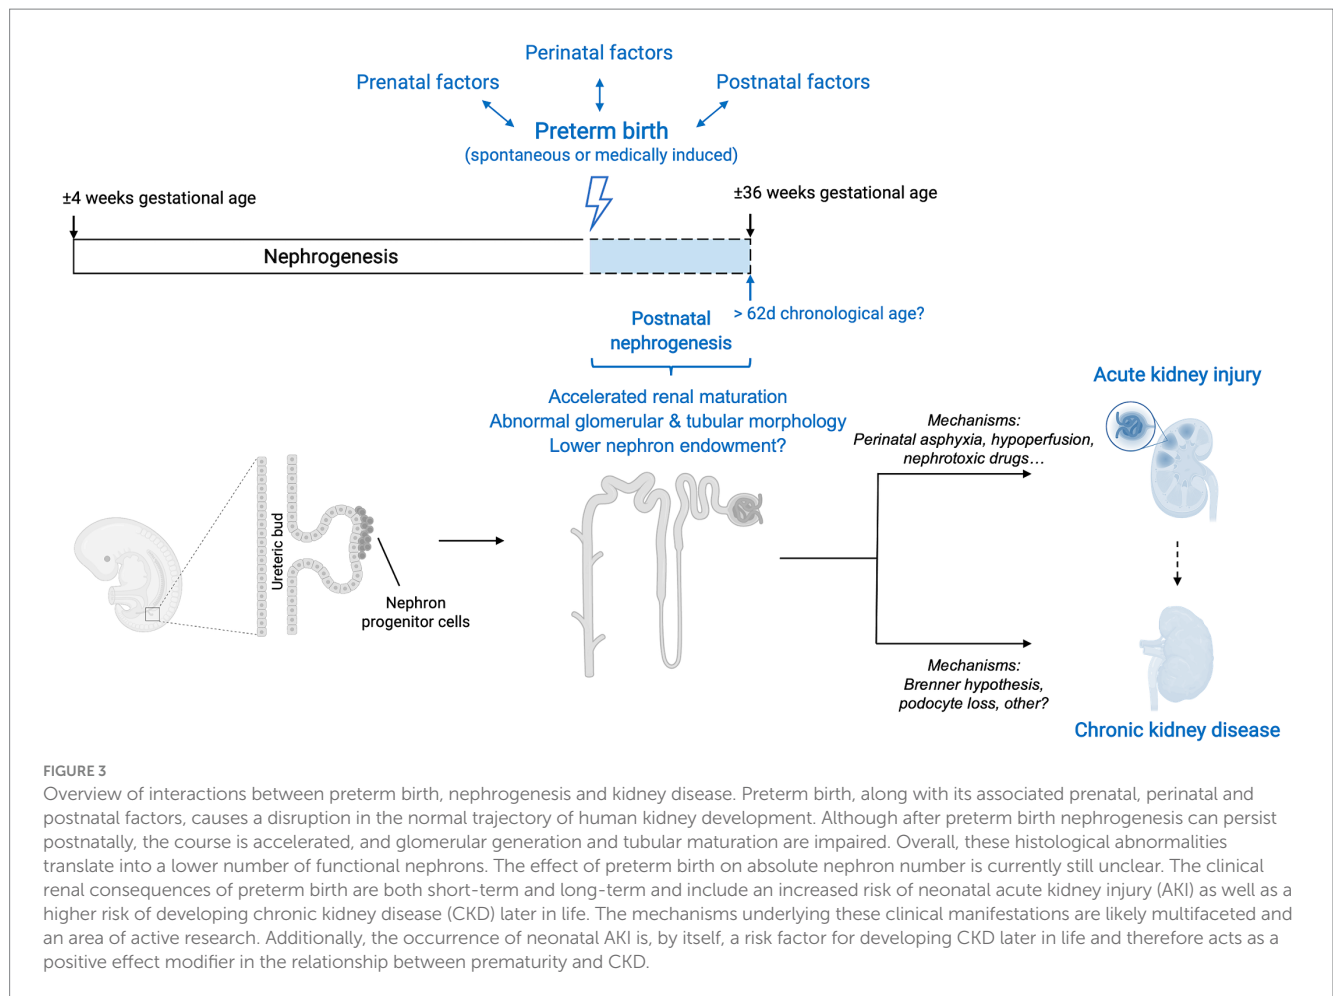 Perinatal factors
Prenatal factors
Postnatal factors
Preterm birth
(spontaneous or medically induced)
±4 weeks gestational age
±36 weeks gestational age
Nephrogenesis
> 62d chronological age?
Postnatal
nephrogenesis
Accelerated renal maturation
Abnormal glomerular & tubular morphology
Lower nephron endowment?
Acute kidney injury
Mechanisms:
Perinatal asphyxia, hypoperfusion,
nephrotoxic drugs…
Ureteric bud
Nephron
progenitor cells
Mechanisms:
Brenner hypothesis,
podocyte loss, other?
Chronic kidney disease
FIGURE 3
Overview of interactions between preterm birth, nephrogenesis and kidney disease. Preterm birth, along with its associated prenatal, perinatal and
postnatal factors, causes a disruption in the normal trajectory of human kidney development. Although after preterm birth nephrogenesis can persist
postnatally, the course is accelerated, and glomerular generation and tubular maturation are impaired. Overall, these histological abnormalities
translate into a lower number of functional nephrons. The effect of preterm birth on absolute nephron number is currently still unclear. The clinical
renal consequences of preterm birth are both short-term and long-term and include an increased risk of neonatal acute kidney injury (AKI) as well as a
higher risk of developing chronic kidney disease (CKD) later in life. The mechanisms underlying these clinical manifestations are likely multifaceted and
an area of active research. Additionally, the occurrence of neonatal AKI is, by itself, a risk factor for developing CKD later in life and therefore acts as a
positive effect modifier in the relationship between prematurity and CKD.